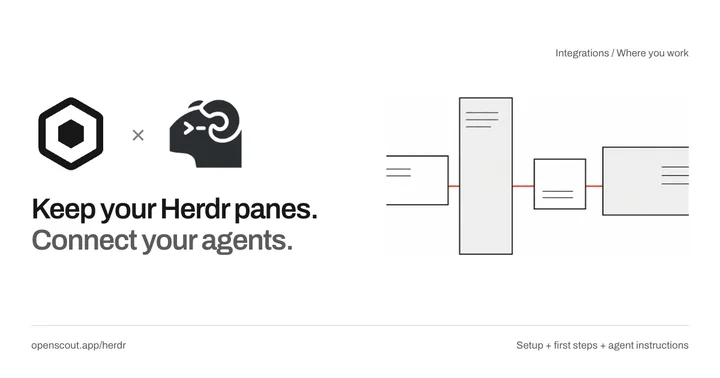 Integrations / Where you work
×
Keep your Herdr panes.
Connect your agents.
openscout.app/herdr
Setup + first steps + agent instructions